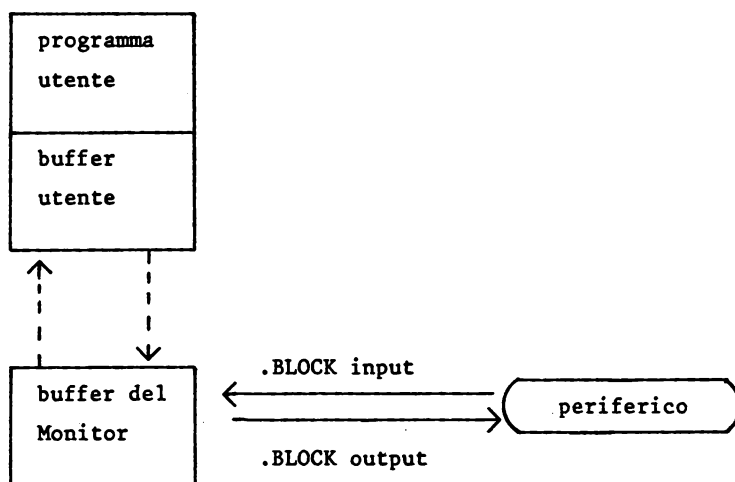 programma
utente
buffer
utente
.BLOCK input
buffer del
Monitor
periferico
.BLOCK output